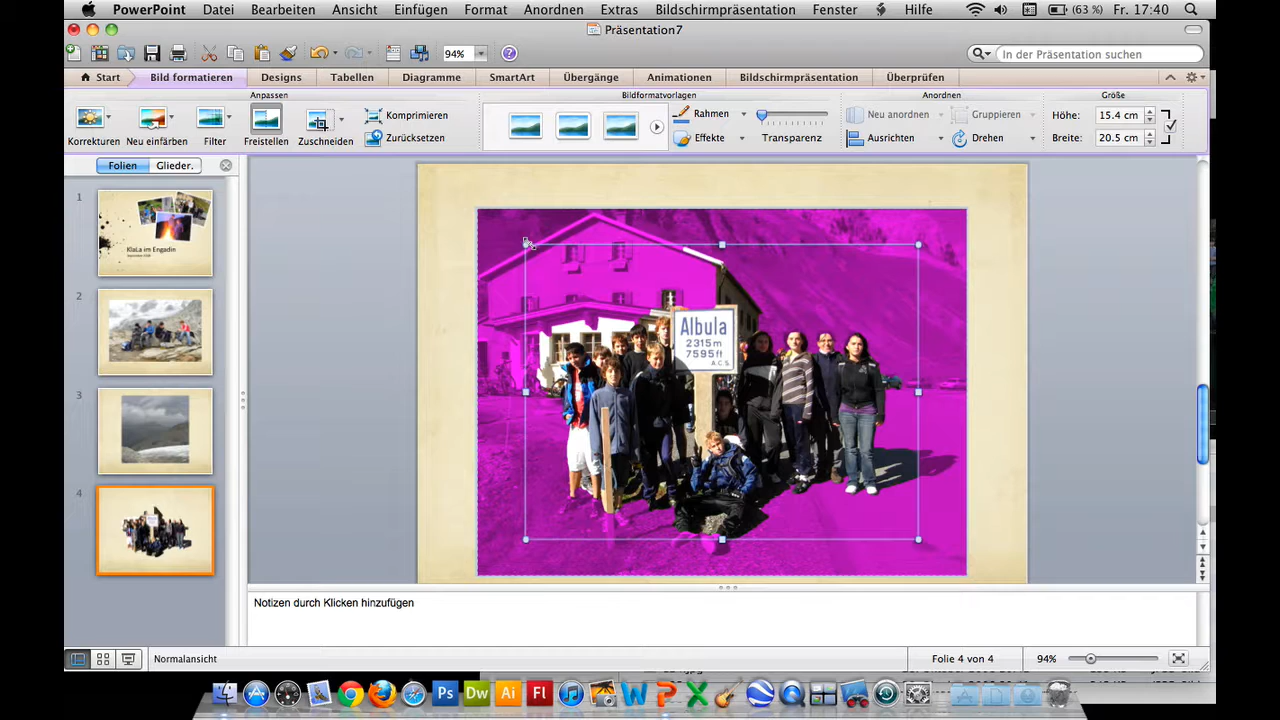 PowerPoint Datei Bearbeiten Ansicht Einfügen Format Anordnen Extras Bildschirmpräsentation Fenster Hilfe (63 %) Fr. 17:40
Präsentation7
94% In der Präsentation suchen
Start Bild formatieren Designs Tabellen Diagramme SmartArt Übergänge Animationen Bildschirmpräsentation Überprüfen
Anpassen Bildformatvorlagen Anordnen Größe
Korrekturen Neu einfärben Filter Freistellen Zuschneiden
Komprimieren
Zurücksetzen
Rahmen
Effekte
Transparenz
Neu anordnen Gruppieren
Ausrichten Drehen
Höhe: 15.4 cm
Breite: 20.5 cm
Folien Glieder.
1
KlaLa im Engadin
2
3
4
Albula
2315m
7595ft
A.C.S
Notizen durch Klicken hinzufügen
Normalansicht Folie 4 von 4 94%
Ps Dw Ai Fl